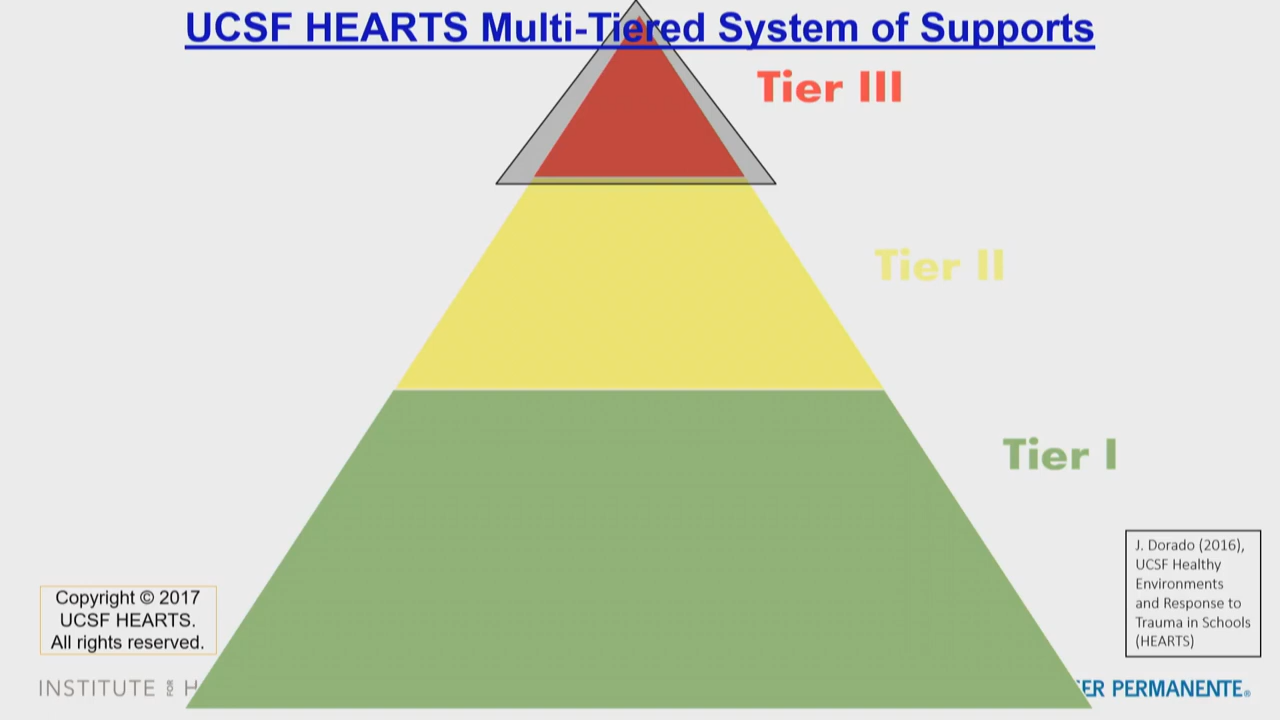 UCSF HEARTS Multi-Tiered System of Supports
Tier III
Tier II
Tier I
J. Dorado (2016),
UCSF Healthy
Environments
and Response to
Trauma in Schools
(HEARTS)
Copyright © 2017
UCSF HEARTS.
All rights reserved.
INSTITUTE FOR H
ER PERMANENTE®